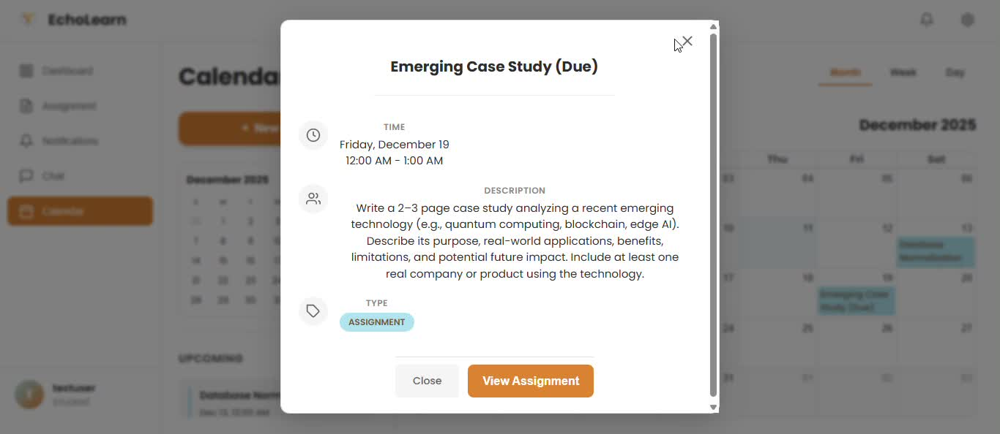 EchoLearn
Dashboard
Assignment
Notifications
Chat
Calendar
testuser
Student
Calenda
+ New
December 2025
S M T
1 2
7 8 9
14 15 16
21 22 23 24
28 29 30
UPCOMING
Database Norm
Dec 13, 12:00 AM
Emerging Case Study (Due)
TIME
Friday, December 19
12:00 AM - 1:00 AM
DESCRIPTION
Write a 2–3 page case study analyzing a recent emerging
technology (e.g., quantum computing, blockchain, edge AI).
Describe its purpose, real-world applications, benefits,
limitations, and potential future impact. Include at least one
real company or product using the technology.
TYPE
ASSIGNMENT
Close
View Assignment
Month Week Day
December 2025
Thu Fri Sat
03 04 05 06
10 11 12 13
Database
Normalization
17 18 19 20
Emerging Case
Study (Due)
24 25 26 27
31 01 02 03